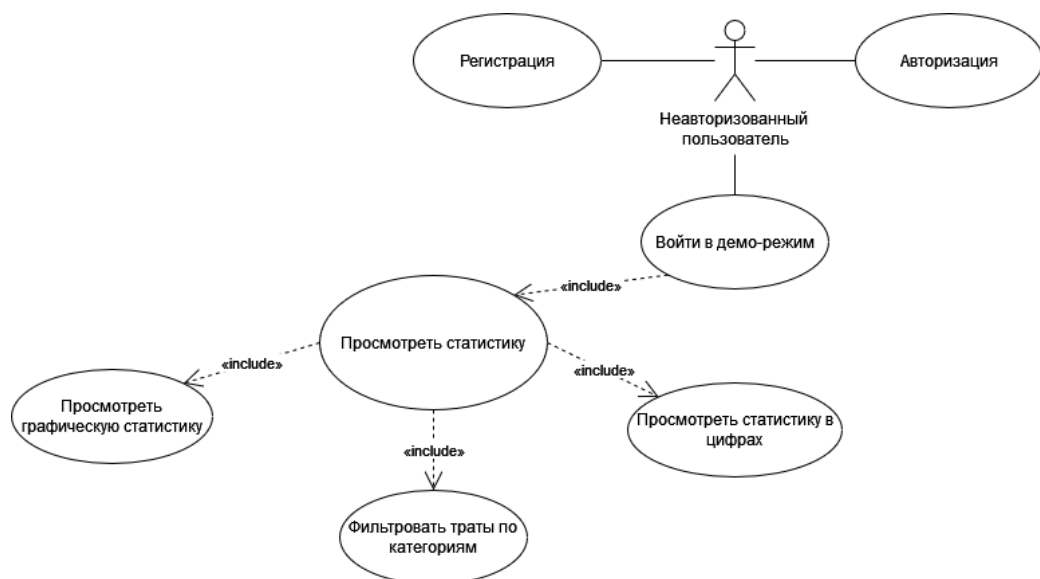 Регистрация
Авторизация
Неавторизованный
пользователь
Войти в демо-режим
«include»
Просмотреть статистику
«include»
«include»
Просмотреть
графическую статистику
Просмотреть статистику в
цифрах
«include»
Фильтровать траты по
категориям